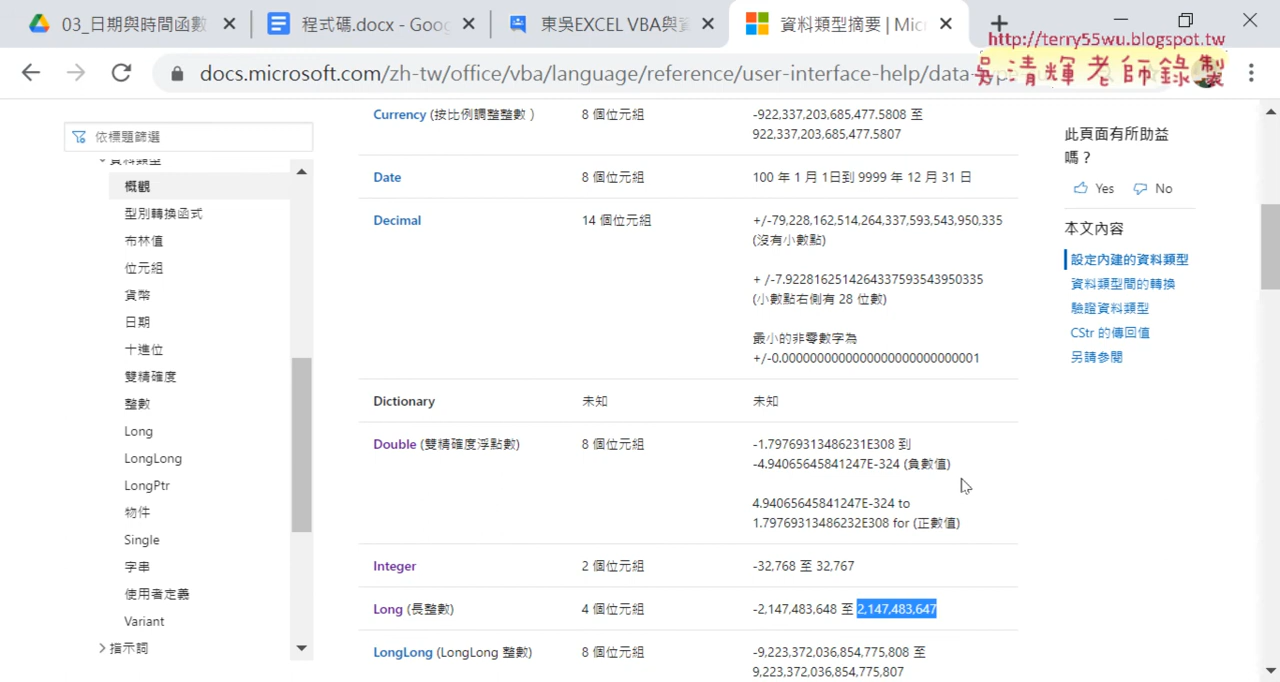 03_日期與時間函數
程式碼.docx - Goog
東吳EXCEL VBA與資
資料類型摘要 | Mic
http://terry55wu.blogspot.tw
docs.microsoft.com/zh-tw/office/vba/language/reference/user-interface-help/data-
吳清輝老師錄製
依標題篩選
資料類型
概觀
型別轉換函式
布林值
位元組
貨幣
日期
十進位
雙精確度
整數
Long
LongLong
LongPtr
物件
Single
字串
使用者定義
Variant
指示詞
Currency (按比例調整整數 ) 8 個位元組 -922,337,203,685,477.5808 至
922,337,203,685,477.5807
Date 8 個位元組 100 年 1 月 1日到 9999 年 12 月 31 日
Decimal 14 個位元組 +/-79,228,162,514,264,337,593,543,950,335
(沒有小數點)
+ /-7.9228162514264337593543950335
(小數點右側有 28 位數)
最小的非零數字為
+/-0.0000000000000000000000000001
Dictionary 未知 未知
Double (雙精確度浮點數) 8 個位元組 -1.79769313486231E308 到
-4.94065645841247E-324 (負數值)
4.94065645841247E-324 to
1.79769313486232E308 for (正數值)
Integer 2 個位元組 -32,768 至 32,767
Long (長整數) 4 個位元組 -2,147,483,648 至 2,147,483,647
LongLong (LongLong 整數) 8 個位元組 -9,223,372,036,854,775,808 至
9,223,372,036,854,775,807
此頁面有所助益
嗎？
Yes No
本文內容
設定內建的資料類型
資料類型間的轉換
驗證資料類型
CStr 的傳回值
另請參閱